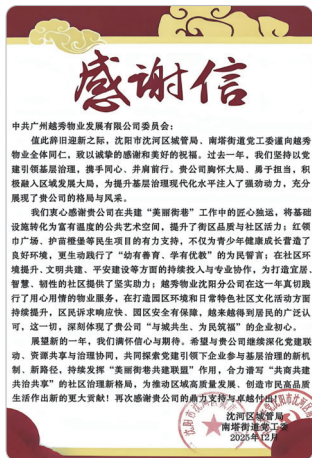 感谢信
中共广州越秀物业发展有限公司委员会：
值此辞旧迎新之际，沈阳市沈河区城管局、南塔街道党工委谨向越秀
物业全体同仁，致以诚挚的感谢和美好的祝福。过去一年，我们坚持以党
建引领基层治理，携手同心、并肩前行。贵公司胸怀大局、勇于担当，积
极融入区域发展大局，为提升基层治理现代化水平注入了强劲动力，充分
展现了贵公司的格局与风采。
我们衷心感谢贵公司在共建“美丽街巷”工作中的匠心独运，将基础
设施转化为富有温度的公共艺术空间，提升了街区品质与社区活力；红领
巾广场、护苗橙堡等民生项目的有力支持，不仅为青少年健康成长营造了
良好环境，更生动践行了“幼有善育、学有优教”的为民誓言；在社区环
境提升、文明共建、平安建设等方面的持续投入与专业协作，为打造宜居、
智慧、韧性的社区提供了坚实助力；越秀物业沈阳分公司在这一年真切践
行了用心用情的物业服务，在打造园区环境和日常特色社区文化活动方面
持续提升，区民诉求响应快、园区安全有保障，越来越得到居民的广泛认
可，这一切，深刻体现了贵公司“与城共生、为民筑福”的企业初心。
展望新的一年，我们满怀信心与期待。希望与贵公司继续深化党建联
动、资源共享与治理协同，共同探索党建引领下企业参与基层治理的新机
制、新路径，持续发挥“美丽街巷共建联盟”作用，合力谱写“共商共建
共治共享”的社区治理新格局，为推动区域高质量发展、创造市民高品质
生活作出新的更大贡献！再次感谢贵公司的鼎力支持与卓越付出！
沈河区城管局
南塔街道党工委
2025年12月